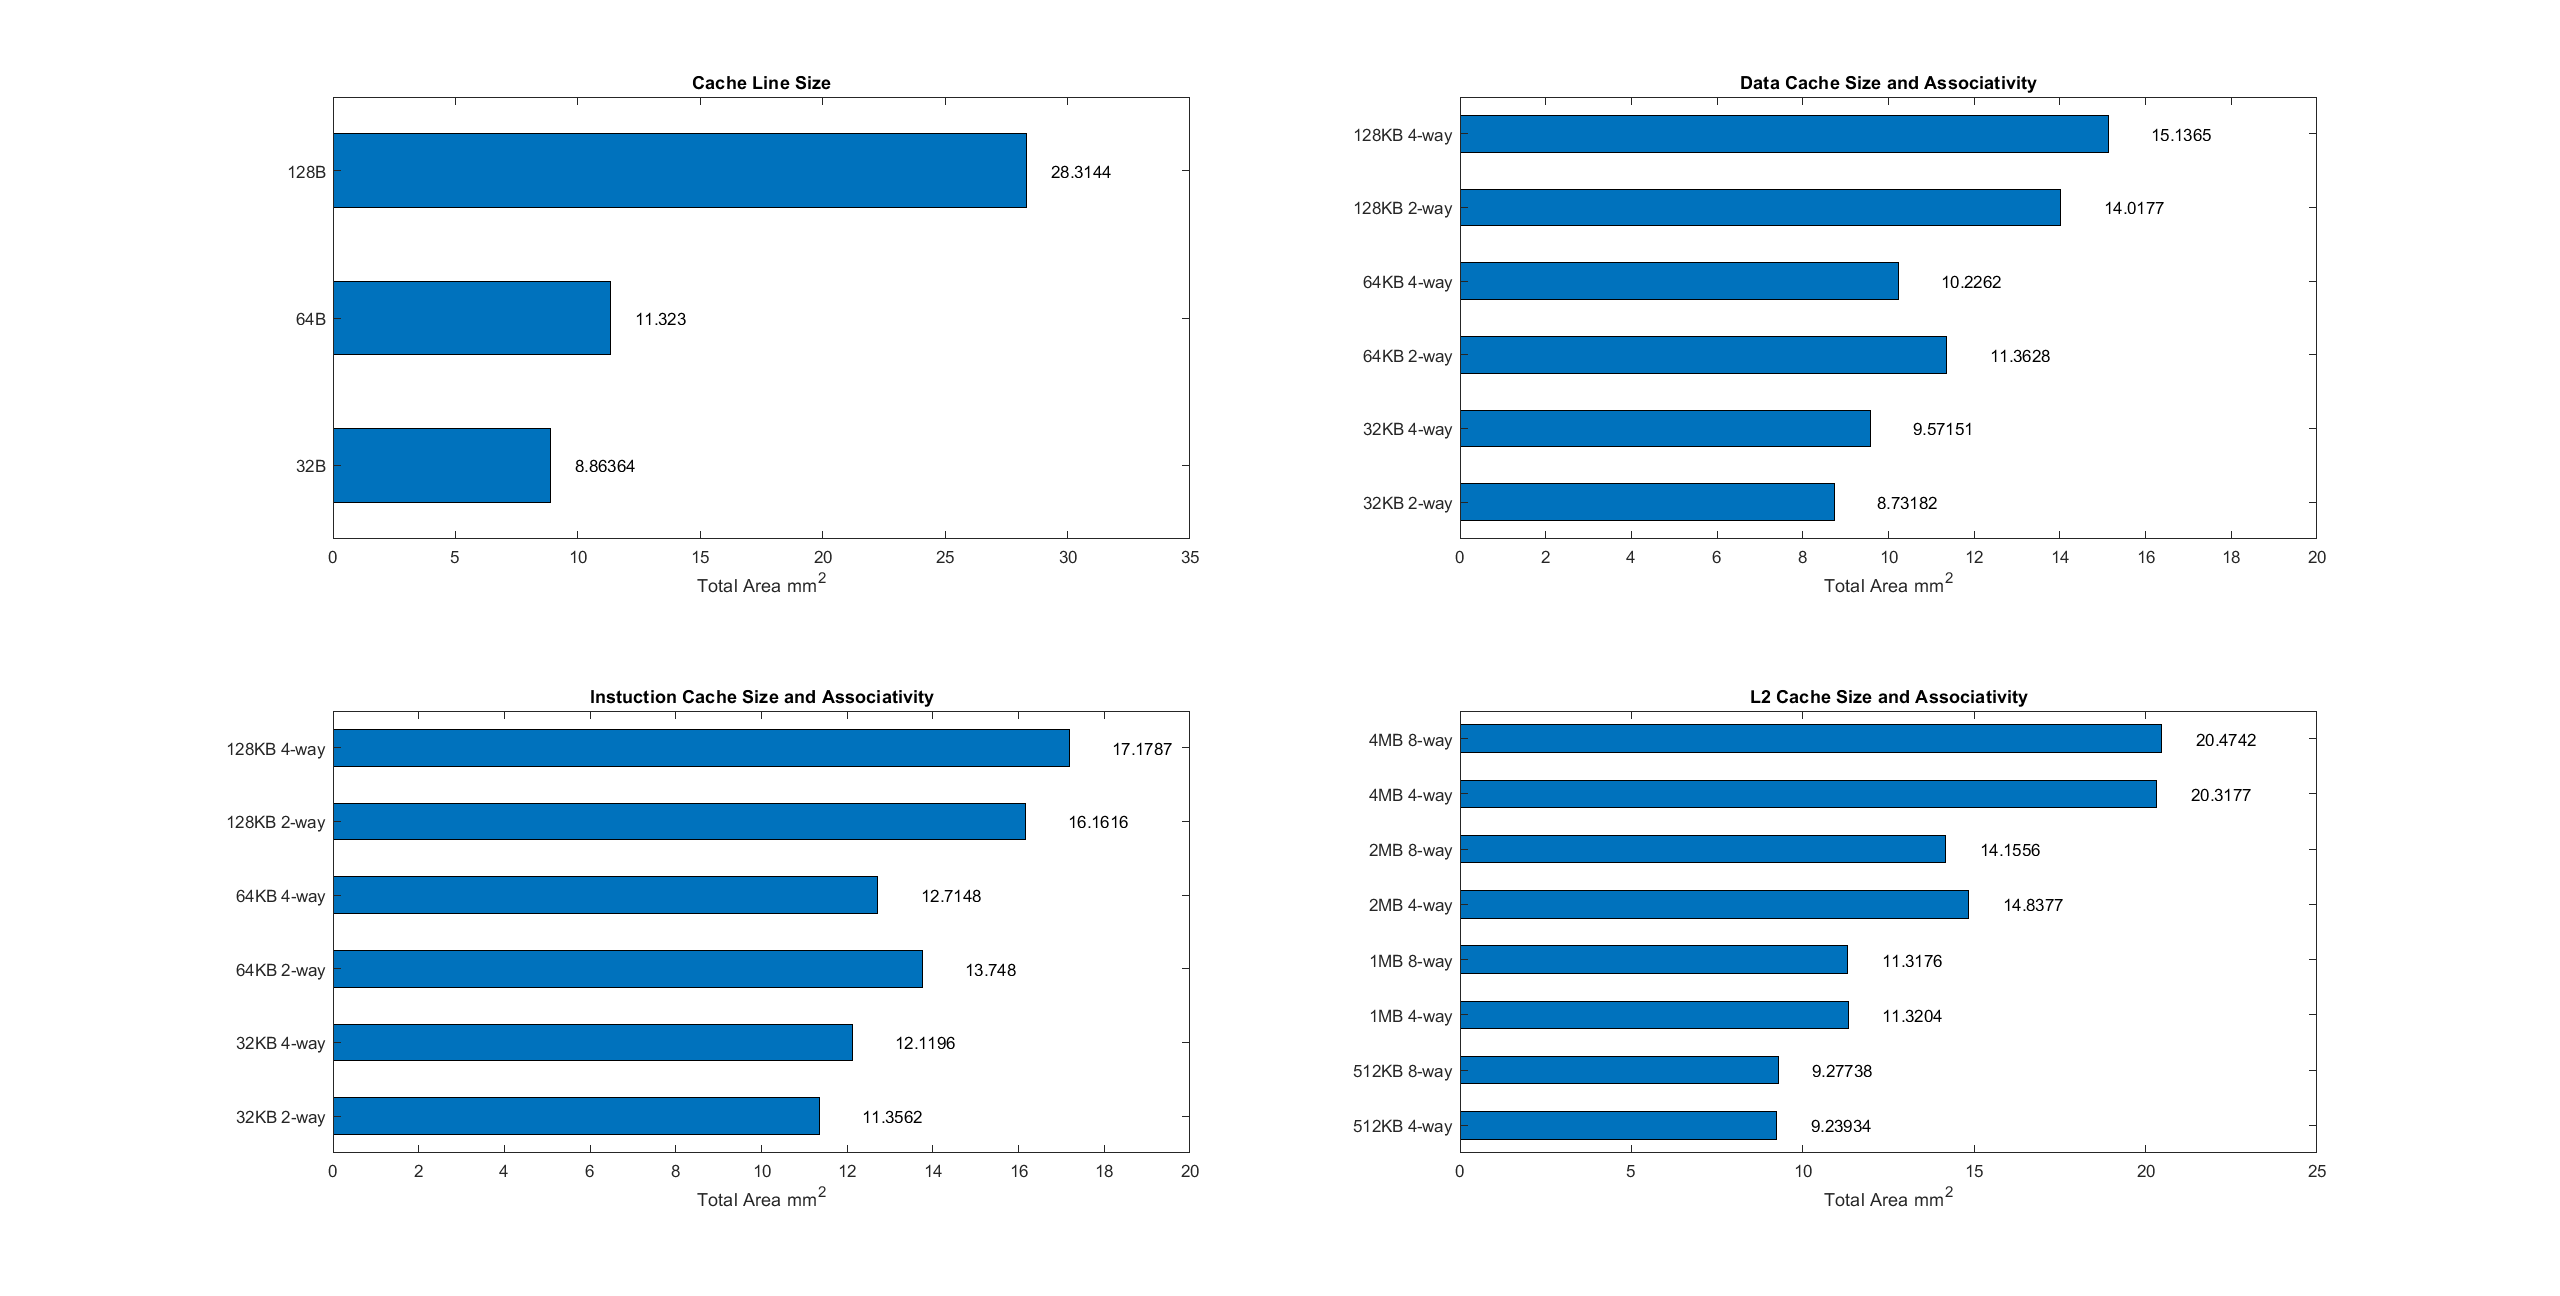 Cache Line Size
128B
28.3144
64B
11.323
32B
8.86364
0 5 10 15 20 25 30 35
Total Area mm2
Data Cache Size and Associativity
128KB 4-way
15.1365
128KB 2-way
14.0177
64KB 4-way
10.2262
64KB 2-way
11.3628
32KB 4-way
9.57151
32KB 2-way
8.73182
0 2 4 6 8 10 12 14 16 18 20
Total Area mm2
Instuction Cache Size and Associativity
128KB 4-way
17.1787
128KB 2-way
16.1616
64KB 4-way
12.7148
64KB 2-way
13.748
32KB 4-way
12.1196
32KB 2-way
11.3562
0 2 4 6 8 10 12 14 16 18 20
Total Area mm2
L2 Cache Size and Associativity
4MB 8-way
20.4742
4MB 4-way
20.3177
2MB 8-way
14.1556
2MB 4-way
14.8377
1MB 8-way
11.3176
1MB 4-way
11.3204
512KB 8-way
9.27738
512KB 4-way
9.23934
0 5 10 15 20 25
Total Area mm2